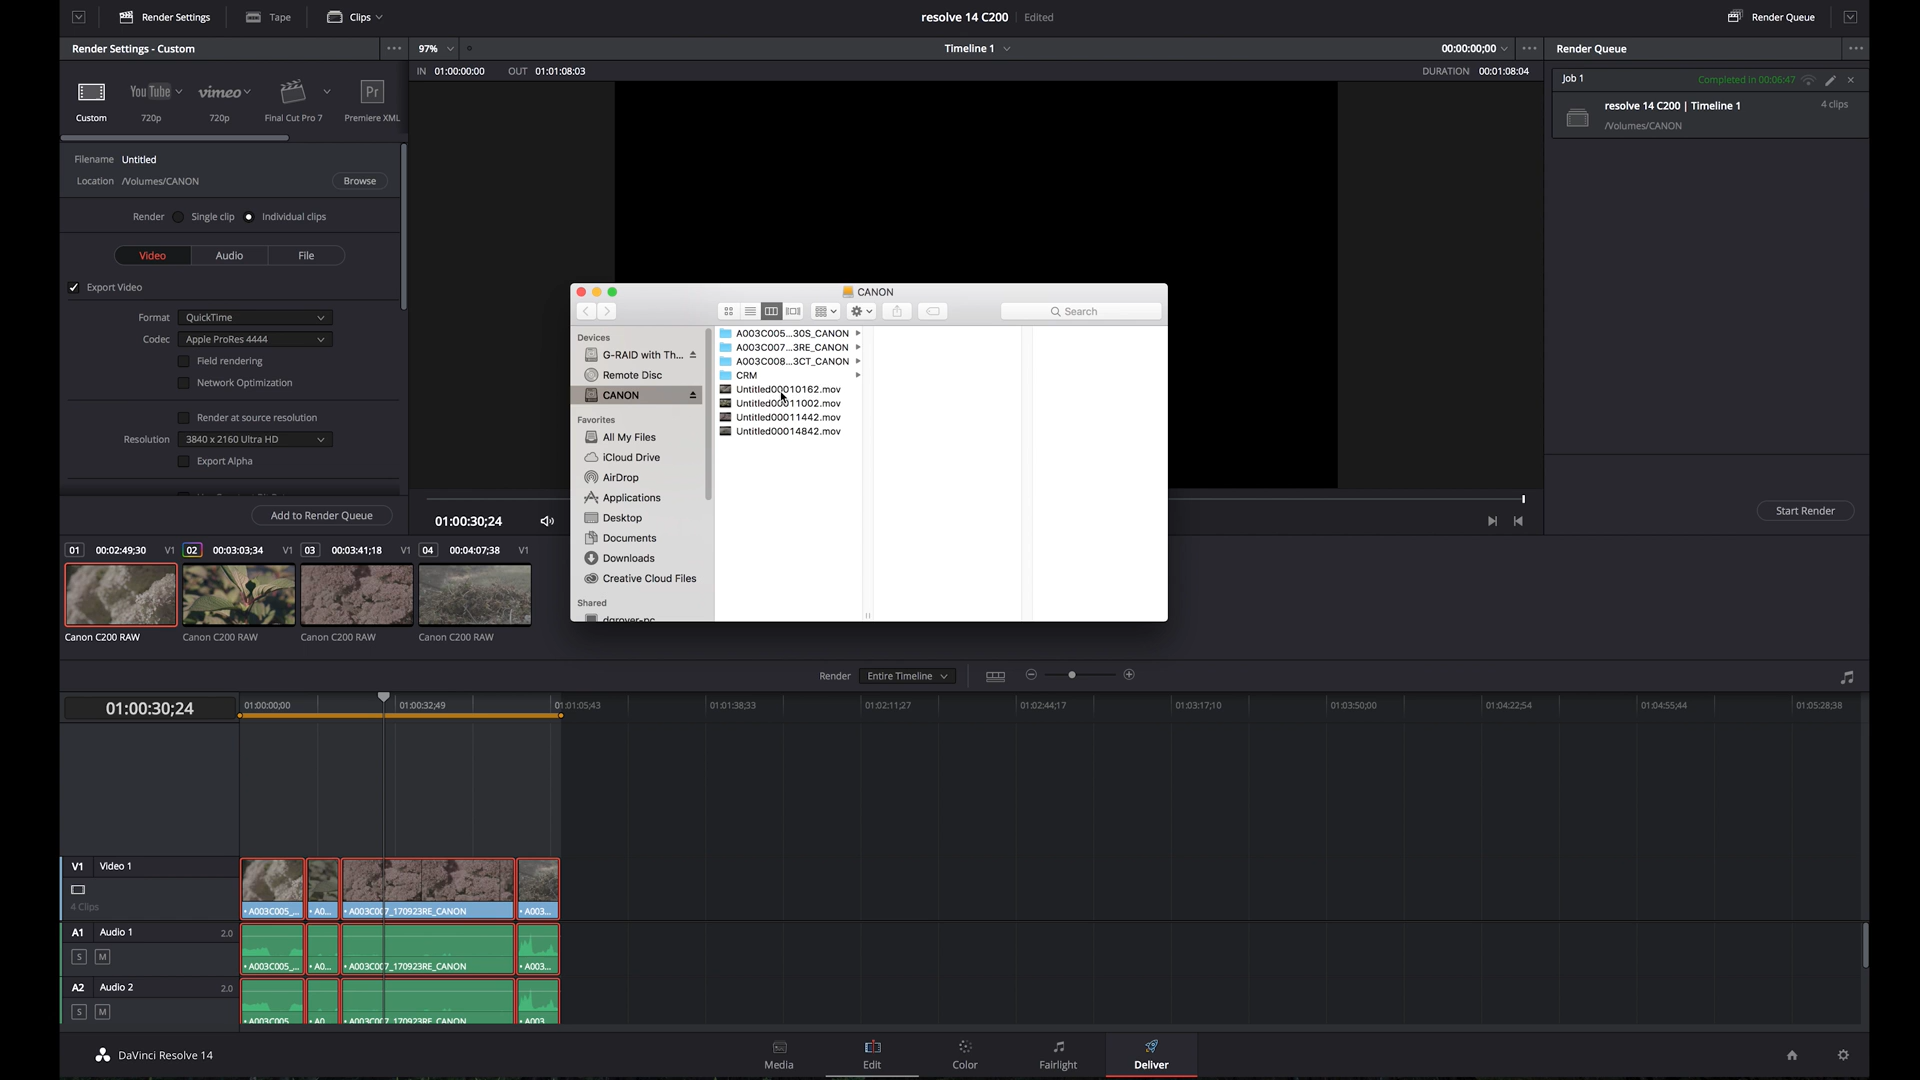 Render Settings
Tape
Clips
resolve 14 C200
Edited
Render Queue
Render Settings - Custom
97%
Timeline 1
00:00:00;00
Render Queue
IN 01:00:00:00 OUT 01:01:08:03
DURATION 00:01:08:04
Job 1
Completed in 00:06:47
resolve 14 C200 | Timeline 1
4 clips
/Volumes/CANON
YouTube
vimeo
Pr
Custom
720p
720p
Final Cut Pro 7
Premiere XML
Filename Untitled
Location /Volumes/CANON
Browse
Render Single clip Individual clips
Video
Audio
File
Export Video
Format QuickTime
Codec Apple ProRes 4444
Field rendering
Network Optimization
Render at source resolution
Resolution 3840 x 2160 Ultra HD
Export Alpha
Add to Render Queue
CANON
Search
Devices
G-RAID with Th...
Remote Disc
CANON
Favorites
All My Files
iCloud Drive
AirDrop
Applications
Desktop
Documents
Downloads
Creative Cloud Files
Shared
dgrover-pc
A003C005...30S_CANON
A003C007...3RE_CANON
A003C008...3CT_CANON
CRM
Untitled00010162.mov
Untitled00011002.mov
Untitled00011442.mov
Untitled00014842.mov
01:00:30;24
Start Render
01 00:02:49;30 V1
02 00:03:03;34 V1
03 00:03:41;18 V1
04 00:04:07;38 V1
Canon C200 RAW
Canon C200 RAW
Canon C200 RAW
Canon C200 RAW
Render Entire Timeline
01:00:30;24
01:00:00;00
01:00:32;49
01:01:05;43
01:01:38;33
01:02:11;27
01:02:44;17
01:03:17;10
01:03:50;00
01:04:22;54
01:04:55;44
01:05:28;38
V1 Video 1
4 Clips
A003C005_...
A0...
A003C007_170923RE_CANON
A003...
A1 Audio 1 2.0
S M
A003C005_...
A0...
A003C007_170923RE_CANON
A003...
A2 Audio 2 2.0
S M
A003C005
A0
A003C007_170923RE_CANON
A003
DaVinci Resolve 14
Media
Edit
Color
Fairlight
Deliver